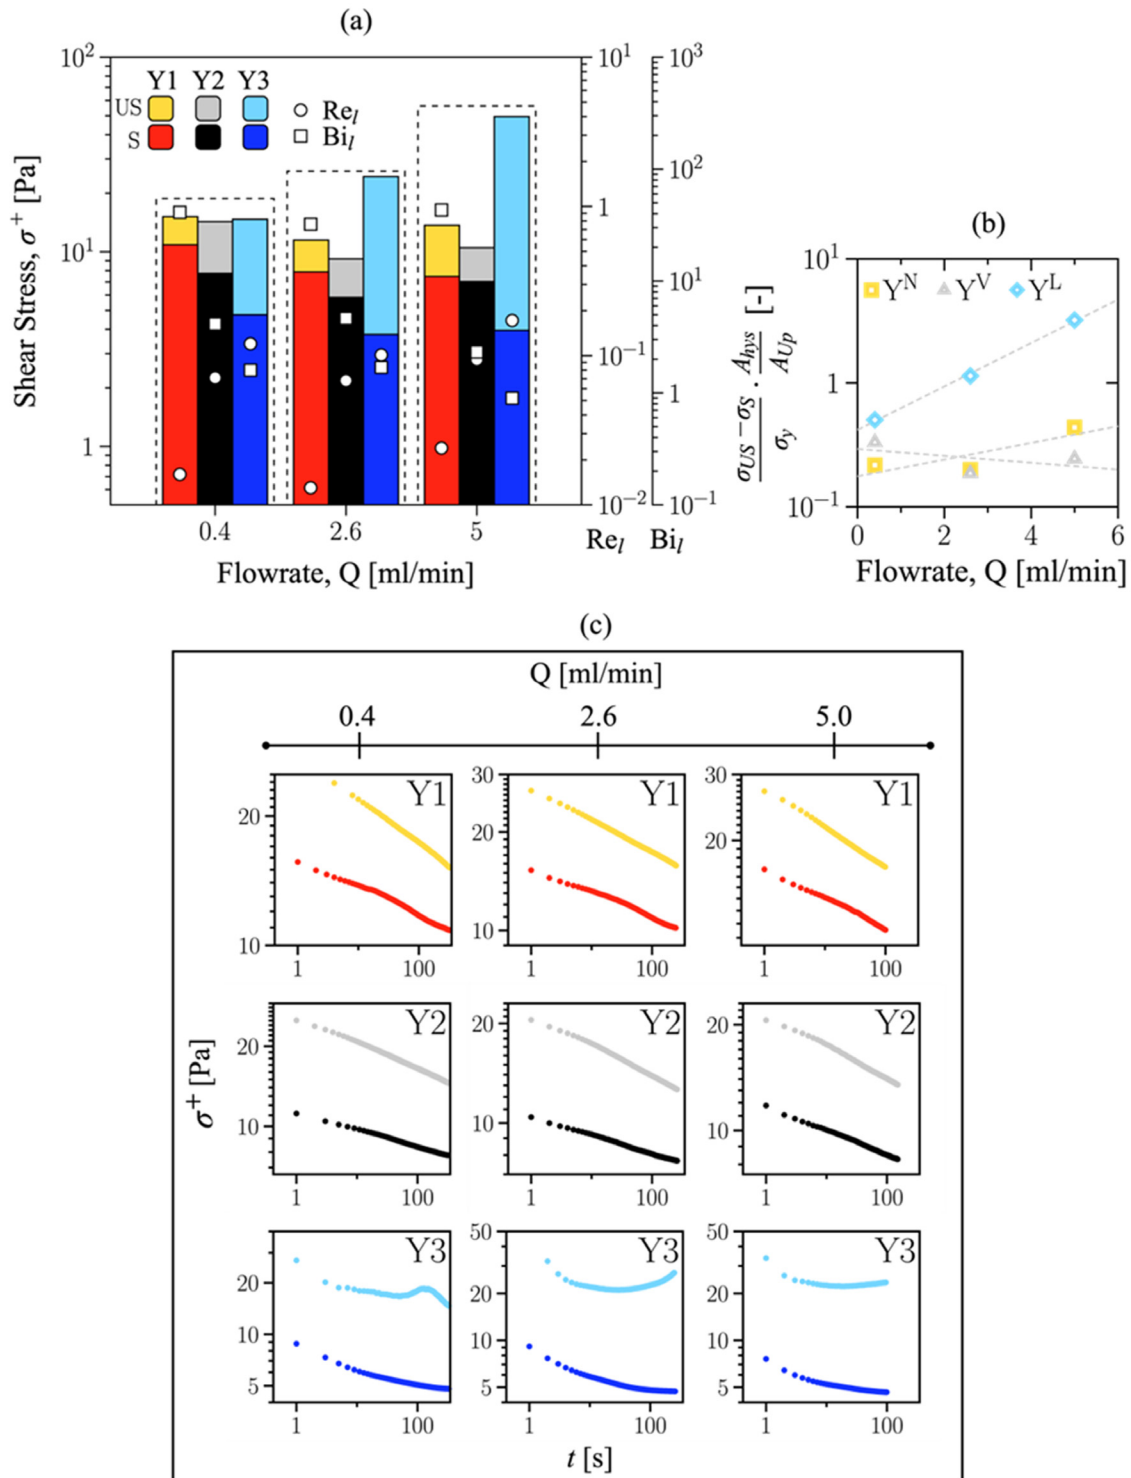 (a)
10² 10¹ 10³
Y1 Y2 Y3
US Re_l
S Bi_l
10²
1
10¹
10¹
10⁻¹
1
1
10⁻² 10⁻¹
0.4 2.6 5 Re_l Bi_l
Shear Stress, σ⁺ [Pa]
Flowrate, Q [ml/min]
(b)
10
Y^N Y^V Y^L
1
10⁻¹
0 2 4 6
σ_US − σ_S / σ_y · A_hys / A_Up [-]
Flowrate, Q [ml/min]
(c)
Q [ml/min]
0.4 2.6 5.0
30 30
Y1 Y1 Y1
20 20 20
10 10
1 100 1 100 1 100
Y2 Y2 Y2
20 20 20
10 10 10
1 100 1 100 1 100
σ⁺ [Pa]
50 50
Y3 Y3 Y3
20 20 20
10 10 10
5 5 5
1 100 1 100 1 100
t [s]